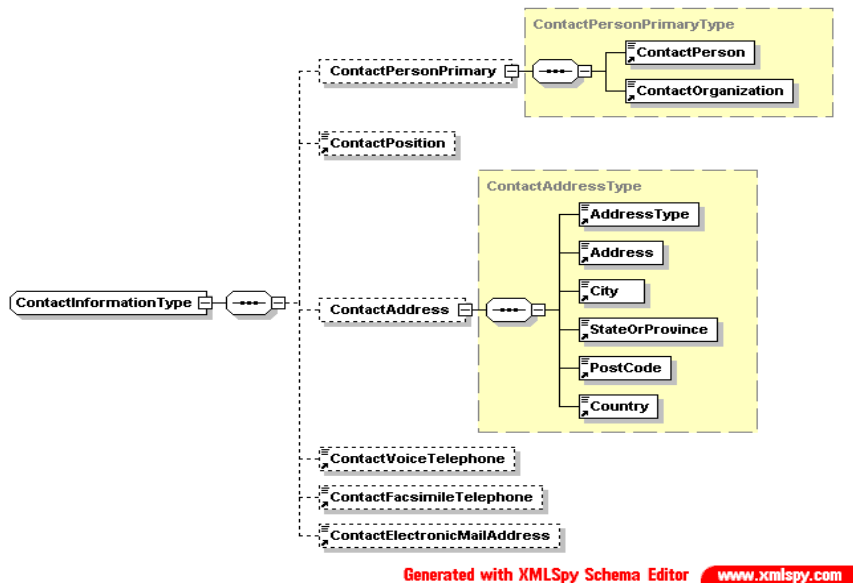 ContactPersonPrimaryType
ContactPerson
ContactPersonPrimary
ContactOrganization
ContactPosition
ContactAddressType
AddressType
Address
City
ContactInformationType
ContactAddress
StateOrProvince
PostCode
Country
ContactVoiceTelephone
ContactFacsimileTelephone
ContactElectronicMailAddress
Generated with XMLSpy Schema Editor www.xmlspy.com